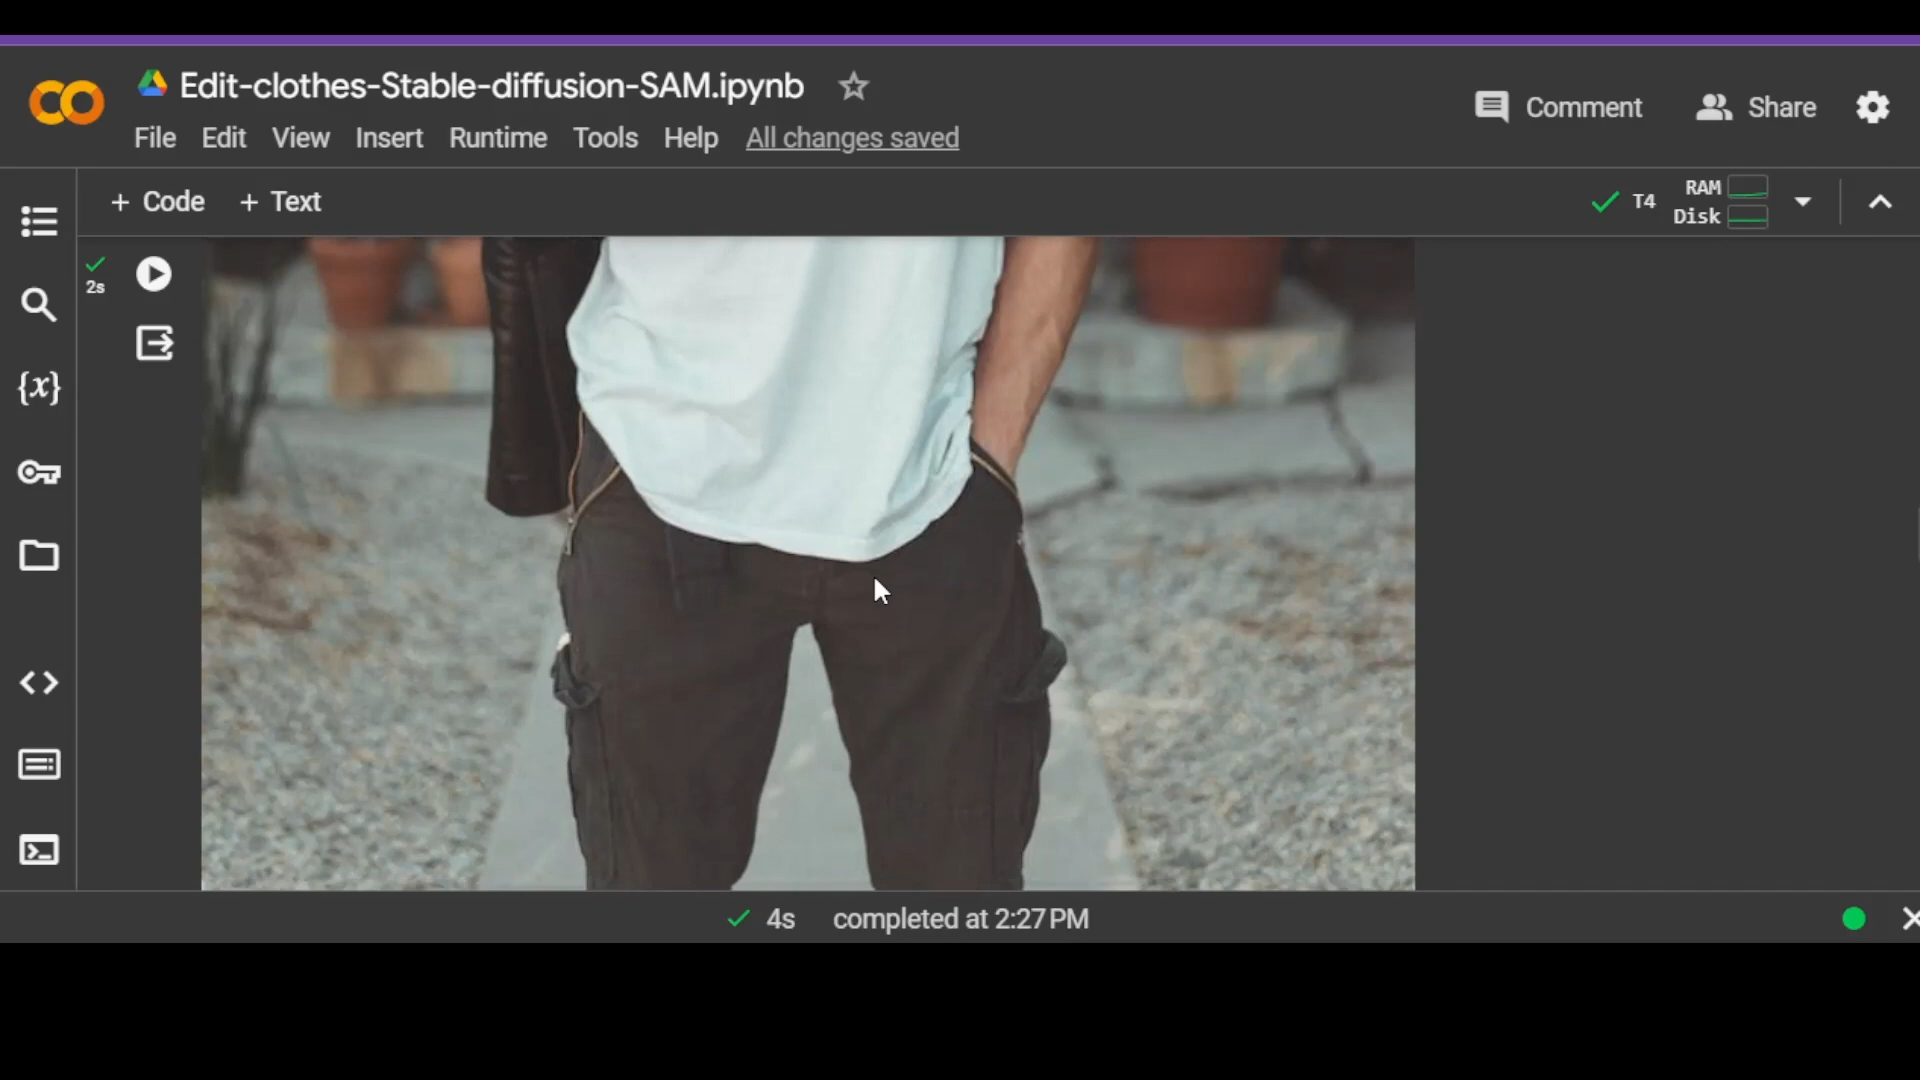 Edit-clothes-Stable-diffusion-SAM.ipynb
Comment
Share
File Edit View Insert Runtime Tools Help All changes saved
+ Code + Text
T4
RAM
Disk
2s
{x}
4s completed at 2:27 PM